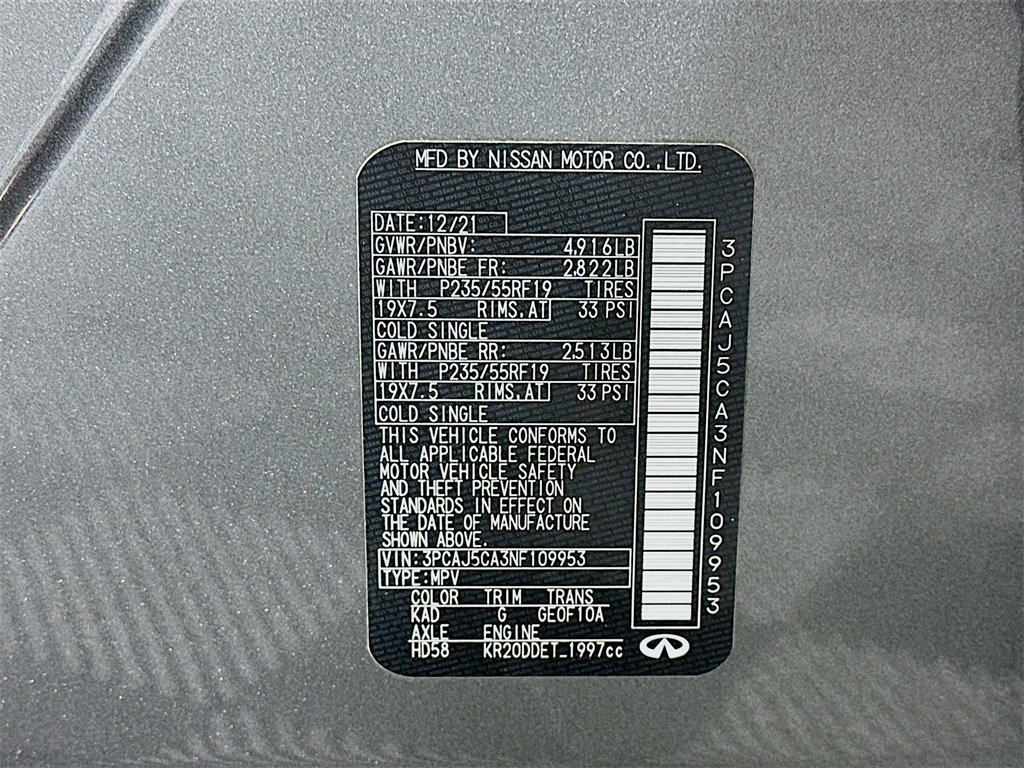 MFD BY NISSAN MOTOR CO.,LTD.
DATE:12/21
GVWR/PNBV: 4,916LB
GAWR/PNBE FR: 2,822LB
WITH P235/55RF19 TIRES
19X7.5 RIMS,AT 33 PSI
COLD SINGLE
GAWR/PNBE RR: 2,513LB
WITH P235/55RF19 TIRES
19X7.5 RIMS,AT 33 PSI
COLD SINGLE
THIS VEHICLE CONFORMS TO
ALL APPLICABLE FEDERAL
MOTOR VEHICLE SAFETY
AND THEFT PREVENTION
STANDARDS IN EFFECT ON
THE DATE OF MANUFACTURE
SHOWN ABOVE.
VIN:3PCAJ5CA3NF109953
TYPE:MPV
COLOR TRIM TRANS
KAD G GE0F10A
AXLE ENGINE
HD58 KR20DDET_1997cc
3PCAJ5CA3NF109953